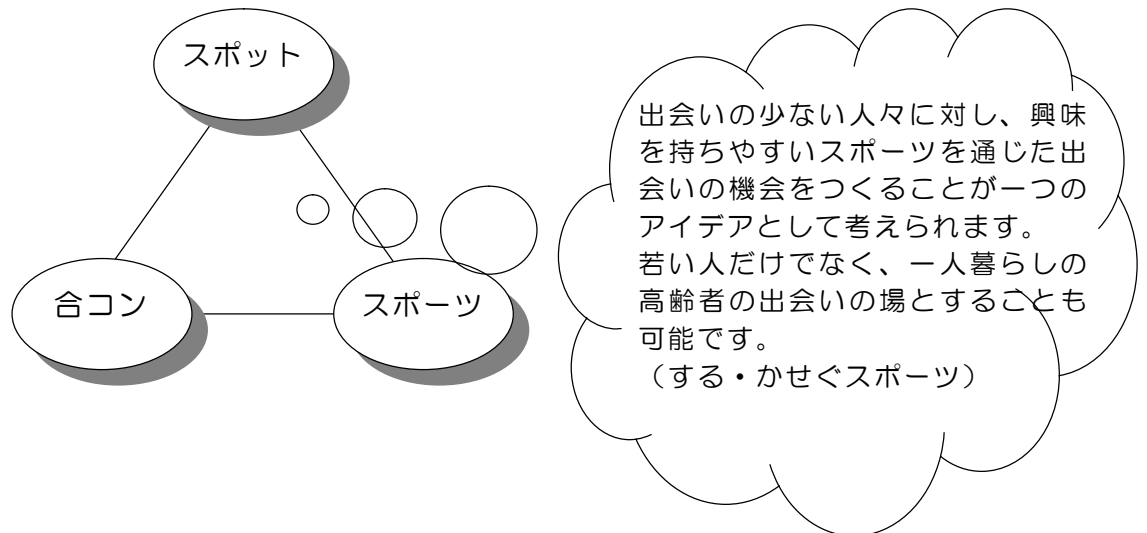 スポット
合コン
スポーツ
出会いの少ない人々に対し、興味
を持ちやすいスポーツを通じた出
会いの機会をつくることが一つの
アイデアとして考えられます。
若い人だけでなく、一人暮らしの
高齢者の出会いの場とすることも
可能です。
（する・かせぐスポーツ）